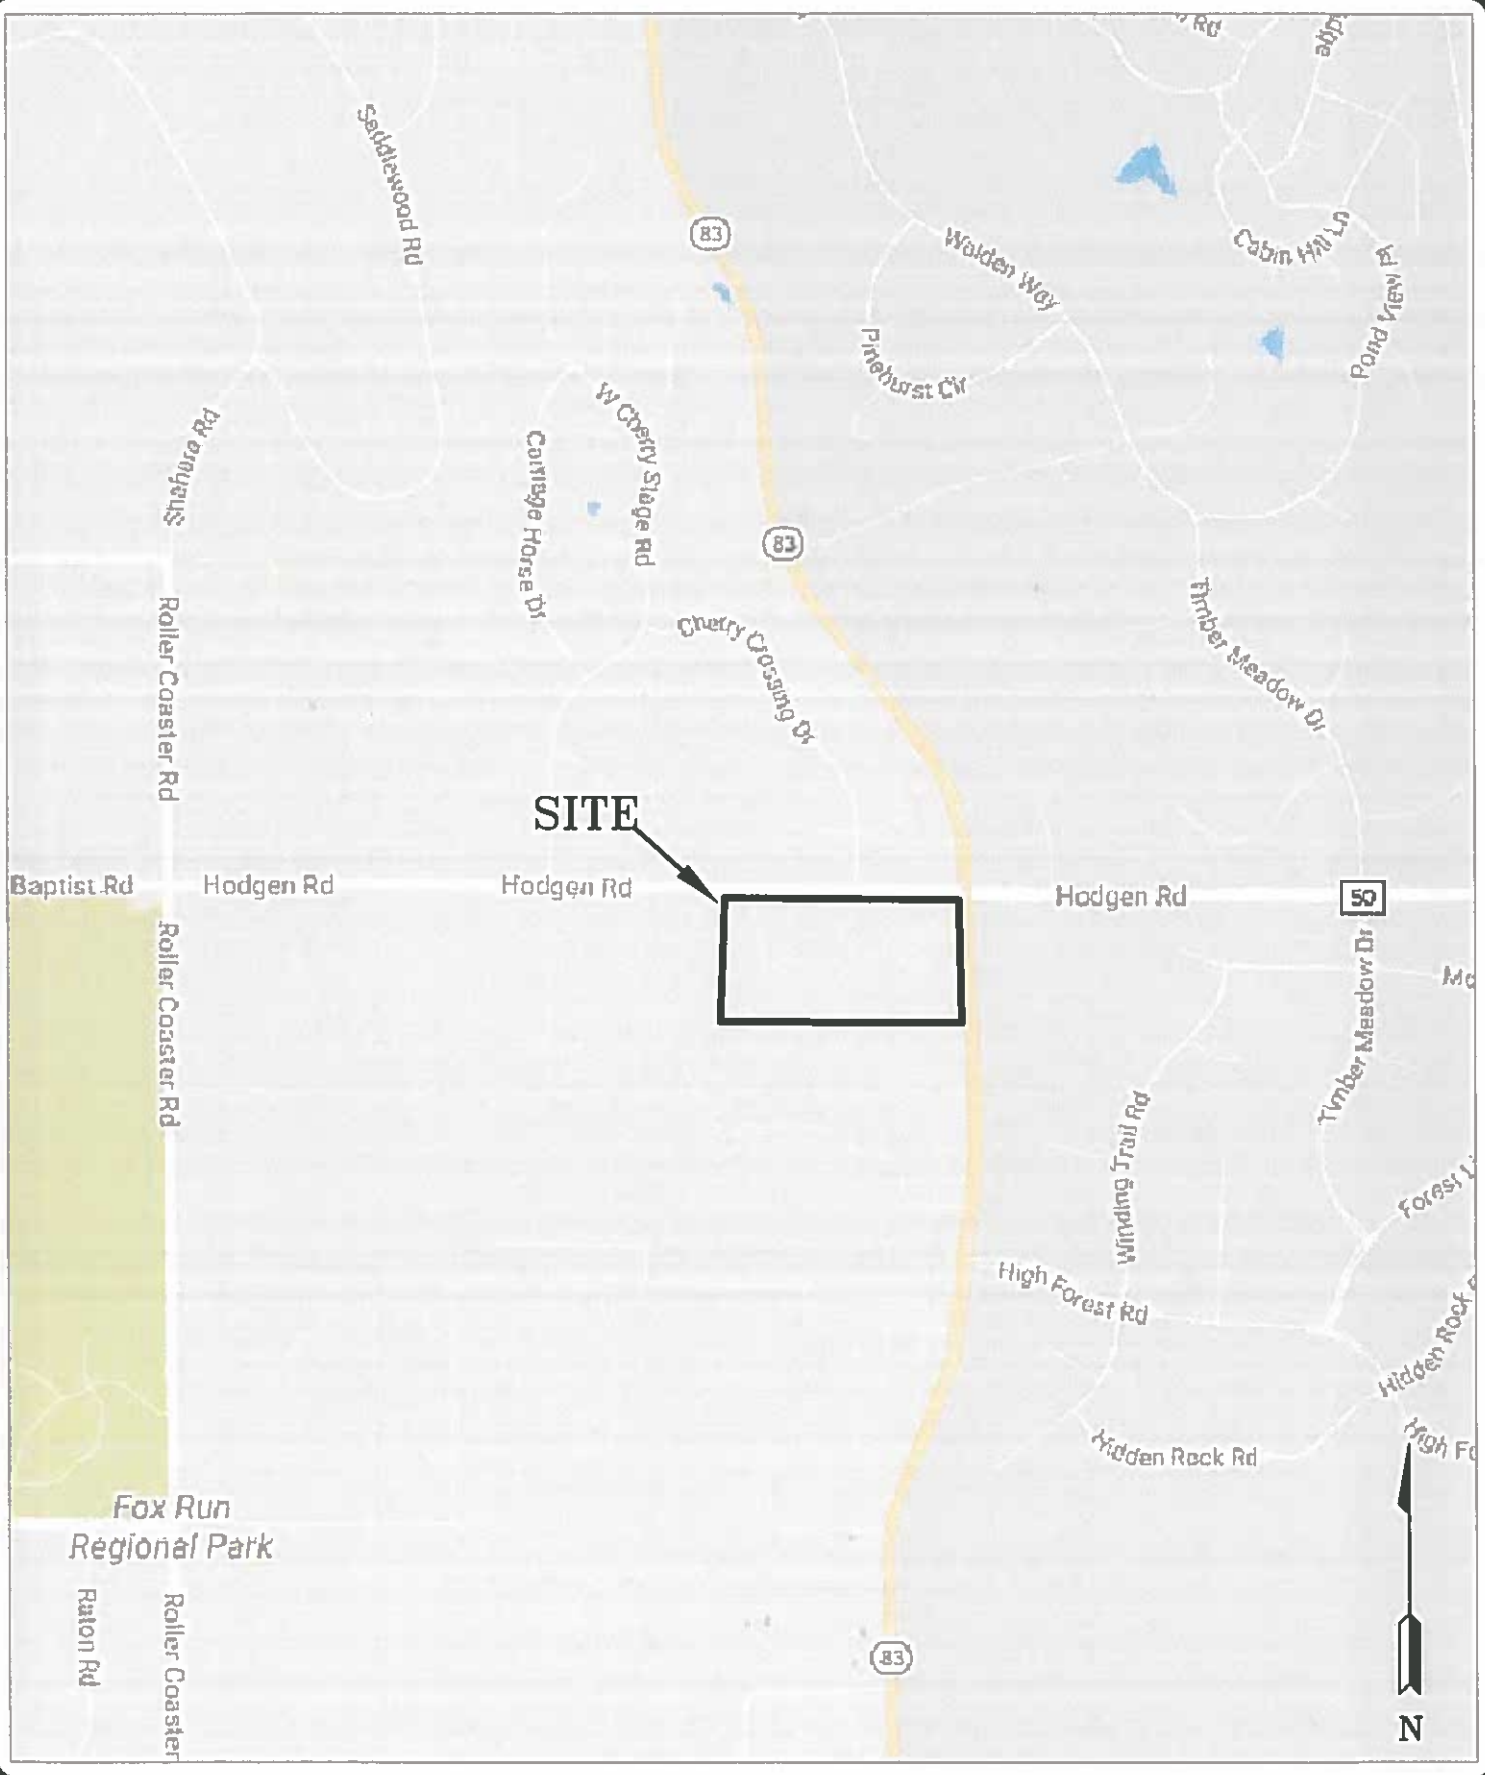 Rd
Saddlewood Rd
83
Walden Way
Cabin Hill Ln
Pond View Pl
Pinehurst Cir
W Cherry Stage Rd
Carriage Horse Dr
Shahara Rd
83
Roller Coaster Rd
Cherry Crossing Dr
Timber Meadow Dr
SITE
Baptist Rd
Hodgen Rd
Hodgen Rd
Hodgen Rd
50
Roller Coaster Rd
Timber Meadow Dr
Winding Trail Rd
Forest
High Forest Rd
Hidden Rock
Hidden Rock Rd
High Fo
Fox Run
Regional Park
Raton Rd
Roller Coaster
83
N